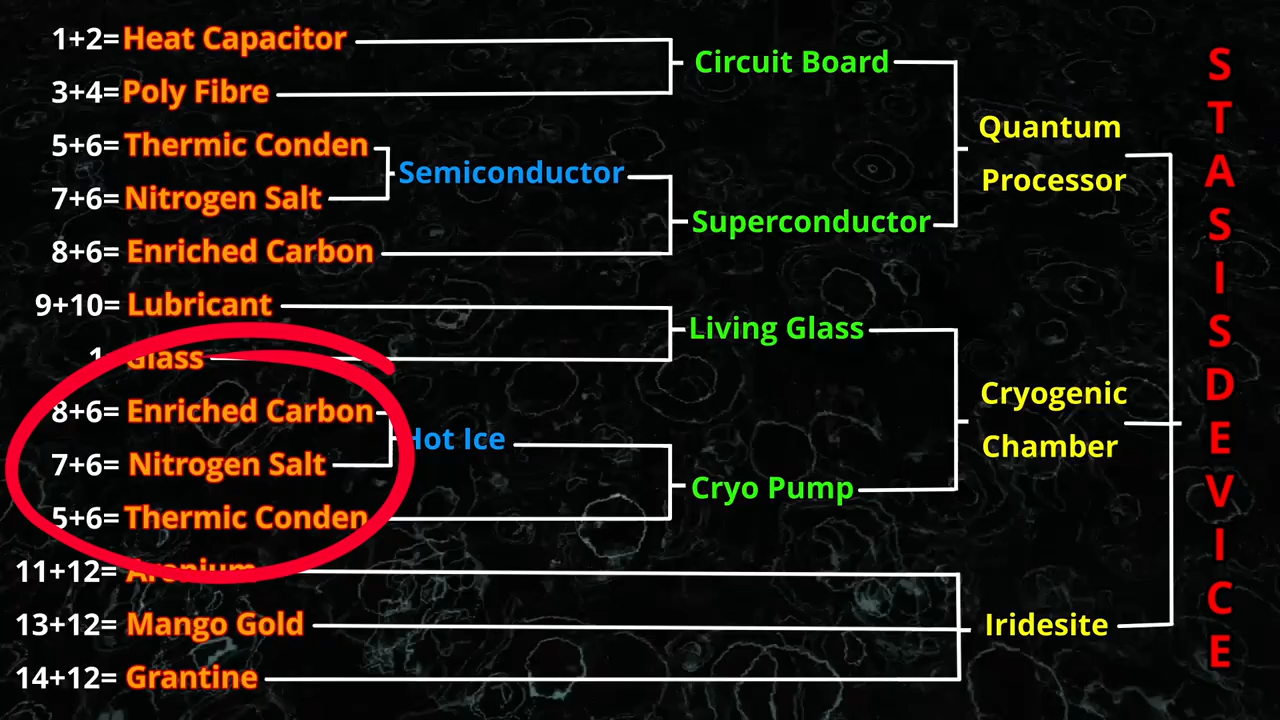 1+2= Heat Capacitor
Circuit Board
3+4= Poly Fibre
5+6= Thermic Conden
Semiconductor
7+6= Nitrogen Salt
Quantum
Processor
Superconductor
8+6= Enriched Carbon
9+10= Lubricant
Living Glass
1 Glass
8+6= Enriched Carbon
Hot Ice
7+6= Nitrogen Salt
Cryogenic
Chamber
Cryo Pump
5+6= Thermic Conden
11+12= Aronium
13+12= Mango Gold
Iridesite
14+12= Grantine
STASIS DEVICE